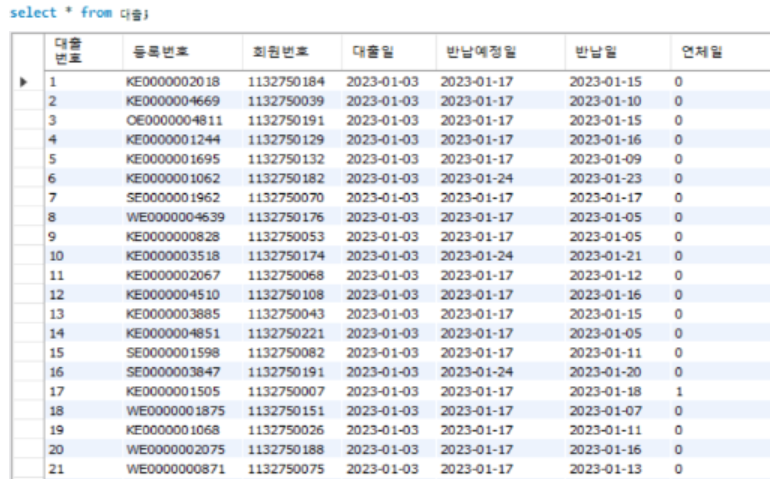 select * from 대출;
대출번호 등록번호 회원번호 대출일 반납예정일 반납일 연체일
1 KE0000002018 1132750184 2023-01-03 2023-01-17 2023-01-15 0
2 KE0000004669 1132750039 2023-01-03 2023-01-17 2023-01-10 0
3 OE0000004811 1132750191 2023-01-03 2023-01-17 2023-01-15 0
4 KE0000001244 1132750129 2023-01-03 2023-01-17 2023-01-16 0
5 KE0000001695 1132750132 2023-01-03 2023-01-17 2023-01-09 0
6 KE0000001062 1132750182 2023-01-03 2023-01-24 2023-01-23 0
7 SE0000001962 1132750070 2023-01-03 2023-01-17 2023-01-17 0
8 WE0000004639 1132750176 2023-01-03 2023-01-17 2023-01-05 0
9 KE0000000828 1132750053 2023-01-03 2023-01-17 2023-01-05 0
10 KE0000003518 1132750174 2023-01-03 2023-01-24 2023-01-21 0
11 KE0000002067 1132750068 2023-01-03 2023-01-17 2023-01-12 0
12 KE0000004510 1132750108 2023-01-03 2023-01-17 2023-01-16 0
13 KE0000003885 1132750043 2023-01-03 2023-01-17 2023-01-15 0
14 KE0000004851 1132750221 2023-01-03 2023-01-17 2023-01-05 0
15 SE0000001598 1132750082 2023-01-03 2023-01-17 2023-01-11 0
16 SE0000003847 1132750191 2023-01-03 2023-01-24 2023-01-20 0
17 KE0000001505 1132750007 2023-01-03 2023-01-17 2023-01-18 1
18 WE0000001875 1132750151 2023-01-03 2023-01-17 2023-01-07 0
19 KE0000001068 1132750026 2023-01-03 2023-01-17 2023-01-11 0
20 WE0000002075 1132750188 2023-01-03 2023-01-17 2023-01-16 0
21 WE0000000871 1132750075 2023-01-03 2023-01-17 2023-01-13 0